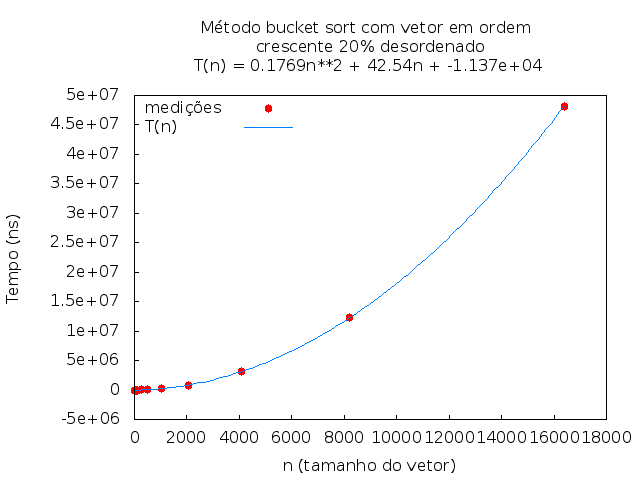 Método bucket sort com vetor em ordem
crescente 20% desordenado
T(n) = 0.1769n**2 + 42.54n + -1.137e+04
5e+07
4.5e+07
4e+07
3.5e+07
3e+07
2.5e+07
2e+07
1.5e+07
1e+07
5e+06
0
-5e+06
Tempo (ns)
medições
T(n)
0 2000 4000 6000 8000 10000 12000 14000 16000 18000
n (tamanho do vetor)